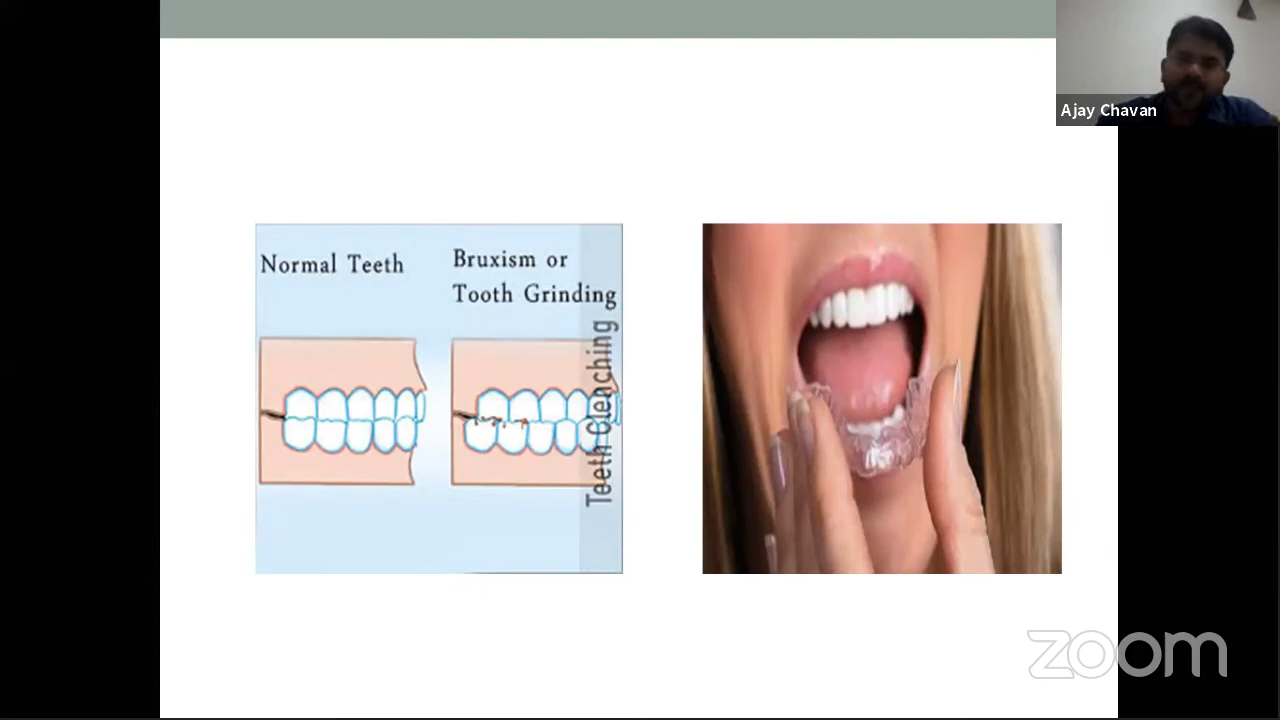 Ajay Chavan
Normal Teeth
Bruxism or
Tooth Grinding
Teeth Clenching
zoom